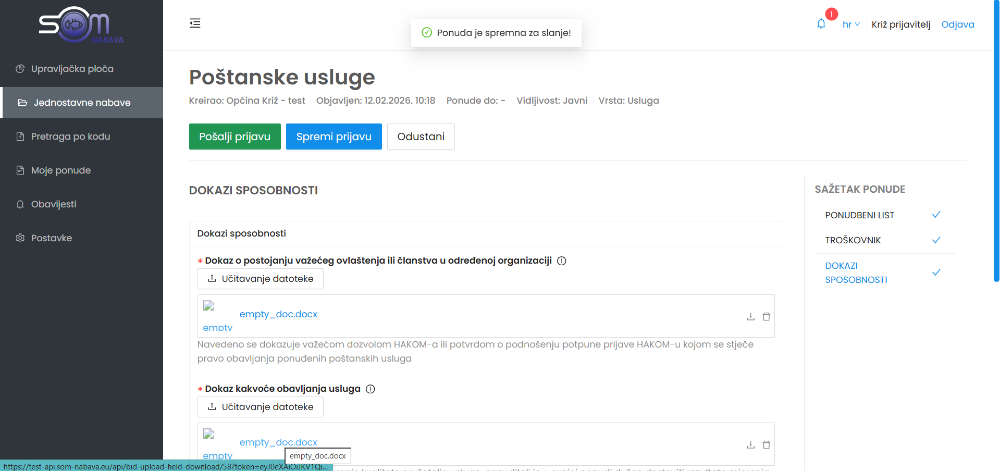 SOM
NABAVA
1
hr
Križ prijavitelj
Odjava
Ponuda je spremna za slanje!
Upravljačka ploča
Jednostavne nabave
Pretraga po kodu
Moje ponude
Obavijesti
Postavke
Poštanske usluge
Kreirao: Općina Križ - test
Objavljen: 12.02.2026. 10:18
Ponude do: -
Vidljivost: Javni
Vrsta: Usluga
Pošalji prijavu
Spremi prijavu
Odustani
DOKAZI SPOSOBNOSTI
Dokazi sposobnosti
* Dokaz o postojanju važećeg ovlaštenja ili članstva u određenoj organizaciji
Učitavanje datoteke
empty_doc.docx
empty
Navedeno se dokazuje važećom dozvolom HAKOM-a ili potvrdom o podnošenju potpune prijave HAKOM-u kojom se stječe
pravo obavljanja ponuđenih poštanskih usluga
* Dokaz kakvoće obavljanja usluga
Učitavanje datoteke
empty_doc.docx
empty
empty_doc.docx
SAŽETAK PONUDE
PONUDBENI LIST
TROŠKOVNIK
DOKAZI
SPOSOBNOSTI
https://test-api.som-nabava.eu/api/bid-upload-field-download/58?token=eyJ0eXAiOiJKV1Qi...